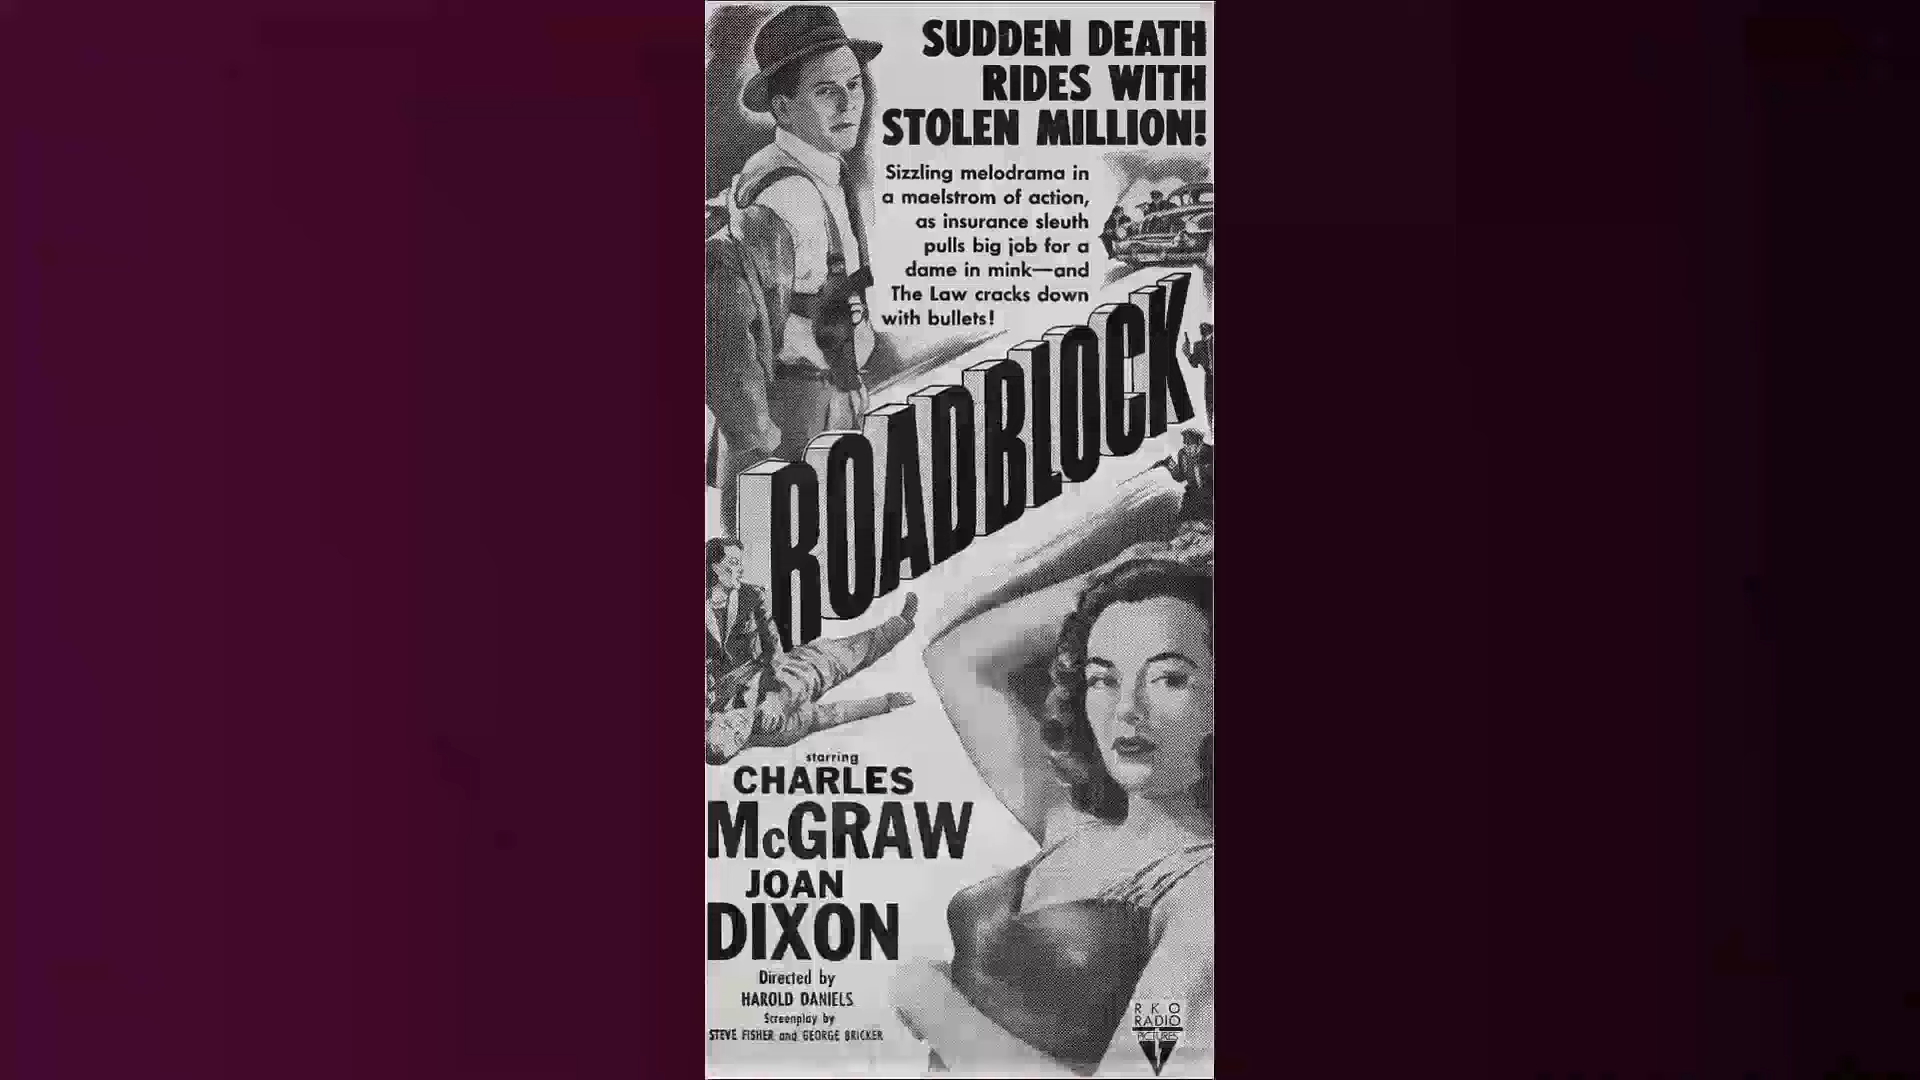 SUDDEN DEATH
RIDES WITH
STOLEN MILLION!
Sizzling melodrama in
a maelstrom of action,
as insurance sleuth
pulls big job for a
dame in mink—and
The Law cracks down
with bullets!
ROADBLOCK
starring
CHARLES
McGRAW
JOAN
DIXON
Directed by
HAROLD DANIELS
Screenplay by
STEVE FISHER and GEORGE BRICKER
RKO
RADIO
PICTURES